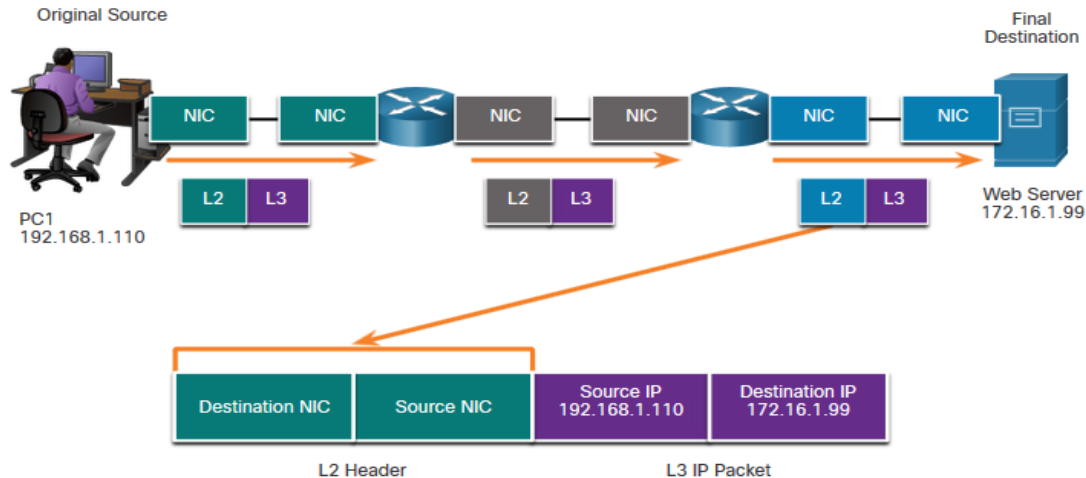 Original Source
Final
Destination
NIC
NIC
NIC
NIC
NIC
NIC
L2 L3
L2 L3
L2 L3
PC1
192.168.1.110
Web Server
172.16.1.99
Destination NIC
Source NIC
Source IP
192.168.1.110
Destination IP
172.16.1.99
L2 Header
L3 IP Packet